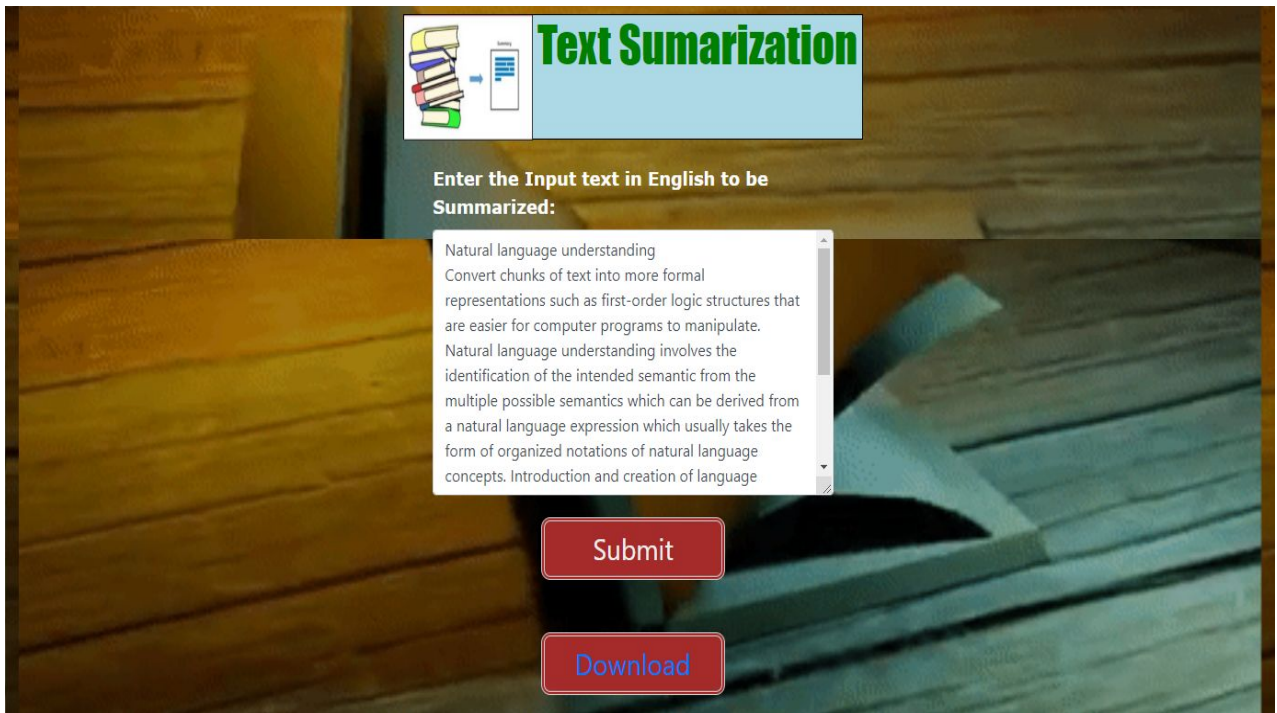 Text Sumarization
Summary
Enter the Input text in English to be
Summarized:
Natural language understanding
Convert chunks of text into more formal
representations such as first-order logic structures that
are easier for computer programs to manipulate.
Natural language understanding involves the
identification of the intended semantic from the
multiple possible semantics which can be derived from
a natural language expression which usually takes the
form of organized notations of natural language
concepts. Introduction and creation of language
Submit
Download